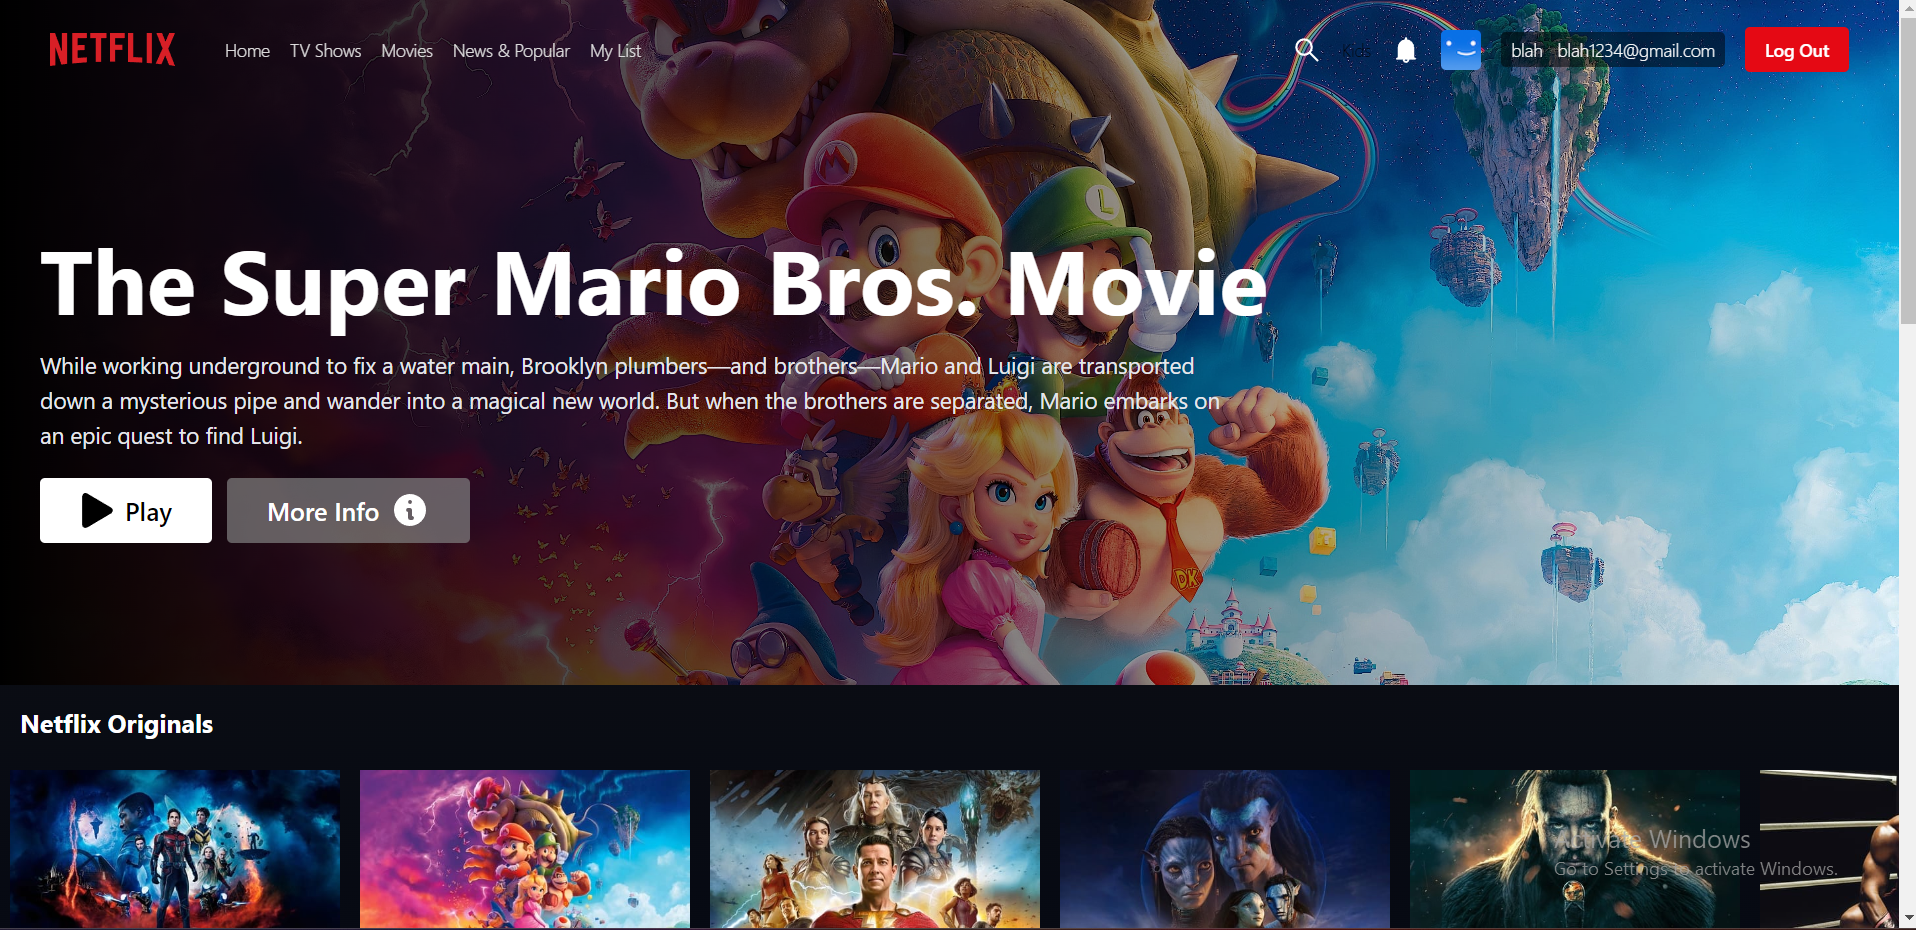 NETFLIX Home TV Shows Movies News & Popular My List Kids blah blah1234@gmail.com Log Out
M
L
The Super Mario Bros. Movie
While working underground to fix a water main, Brooklyn plumbers—and brothers—Mario and Luigi are transported
down a mysterious pipe and wander into a magical new world. But when the brothers are separated, Mario embarks on
an epic quest to find Luigi.
Play More Info
DK
Netflix Originals
Activate Windows
Go to Settings to activate Windows.